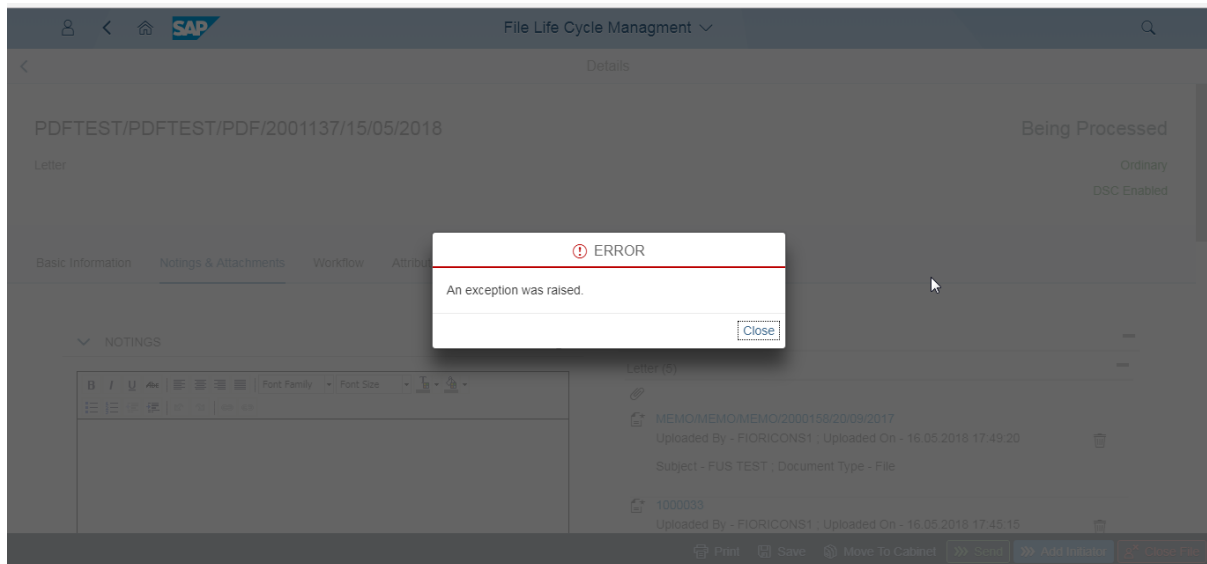 SAP
File Life Cycle Managment
Details
PDFTEST/PDFTEST/PDF/2001137/15/05/2018
Being Processed
Letter
Ordinary
DSC Enabled
ERROR
An exception was raised.
Close
Basic Information
Notings & Attachments
Workflow
NOTINGS
B I U Abc
Font Family
Font Size
Letter (5)
MEMO/MEMO/MEMO/2000156/20/09/2017
Uploaded By - FIORICONS1 ; Uploaded On - 16.05.2018 17:49:20
Subject - FUS TEST ; Document Type - File
1000033
Uploaded By - FIORICONS1 ; Uploaded On - 16.05.2018 17:45:15
Print
Save
Move To Cabinet
Send
Add Initiator
Close File